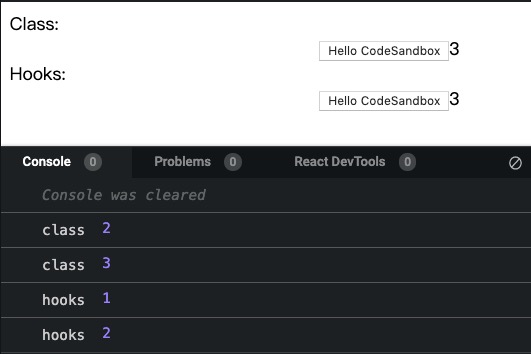 Class:
Hello CodeSandbox 3
Hooks:
Hello CodeSandbox 3
Console 0 Problems 0 React DevTools 0
Console was cleared
class 2
class 3
hooks 1
hooks 2